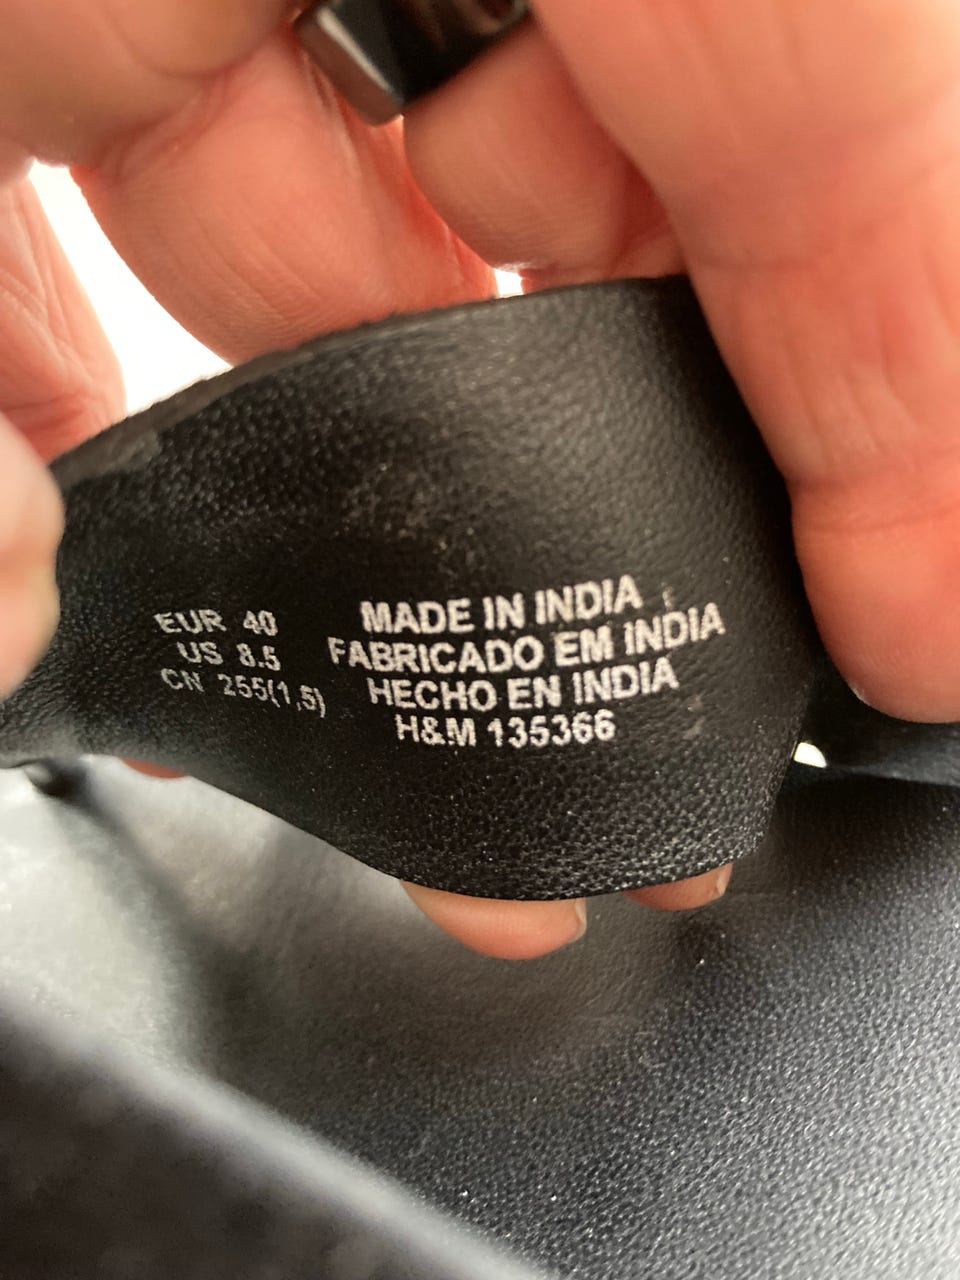 EUR 40
US 8.5
CN 255(1,5)
MADE IN INDIA
FABRICADO EM INDIA
HECHO EN INDIA
H&M 135366